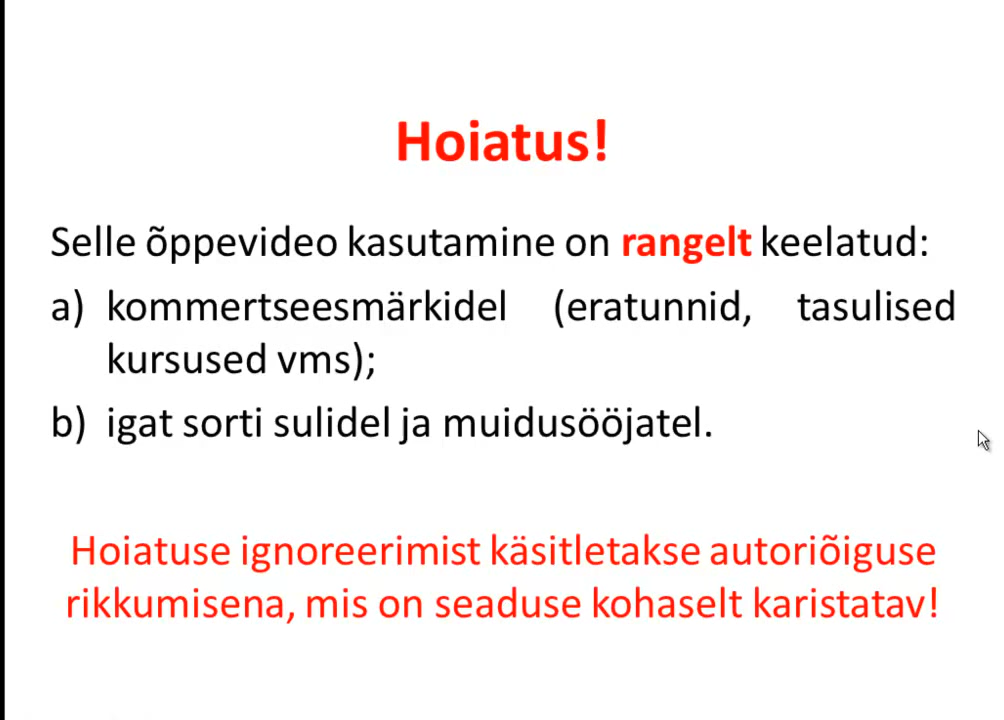 Hoiatus!
Selle õppevideo kasutamine on rangelt keelatud:
a) kommertseesmärkidel (eratunnid, tasulised
kursused vms);
b) igat sorti sulidel ja muidusööjatel.
Hoiatuse ignoreerimist käsitletakse autoriõiguse
rikkumisena, mis on seaduse kohaselt karistatav!